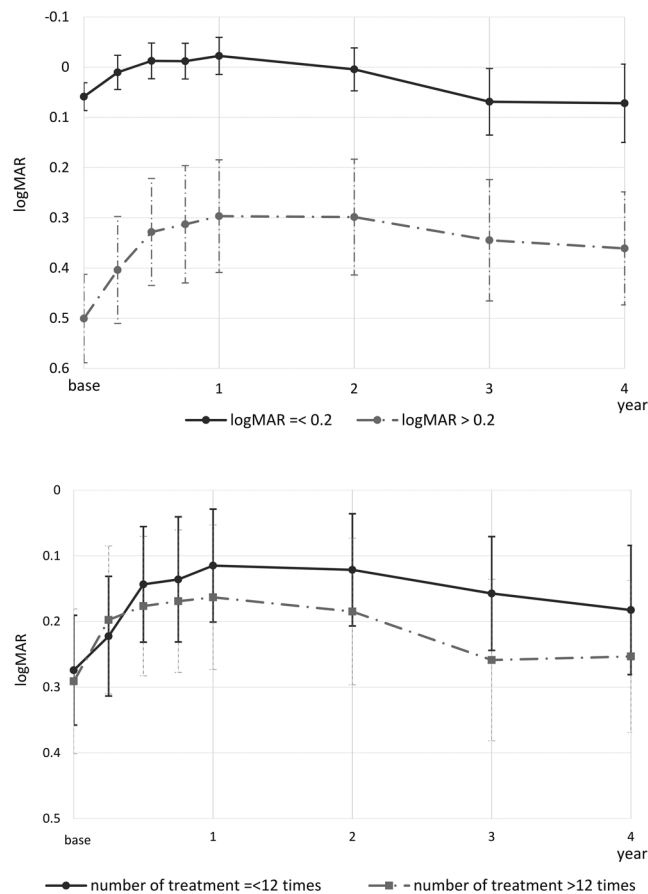 -0.1
0
0.1
0.2
0.3
0.4
0.5
0.6
logMAR
base
1
2
3
4
year
logMAR =< 0.2
logMAR > 0.2
0
0.1
0.2
0.3
0.4
0.5
logMAR
base
1
2
3
4
year
number of treatment =<12 times
number of treatment >12 times